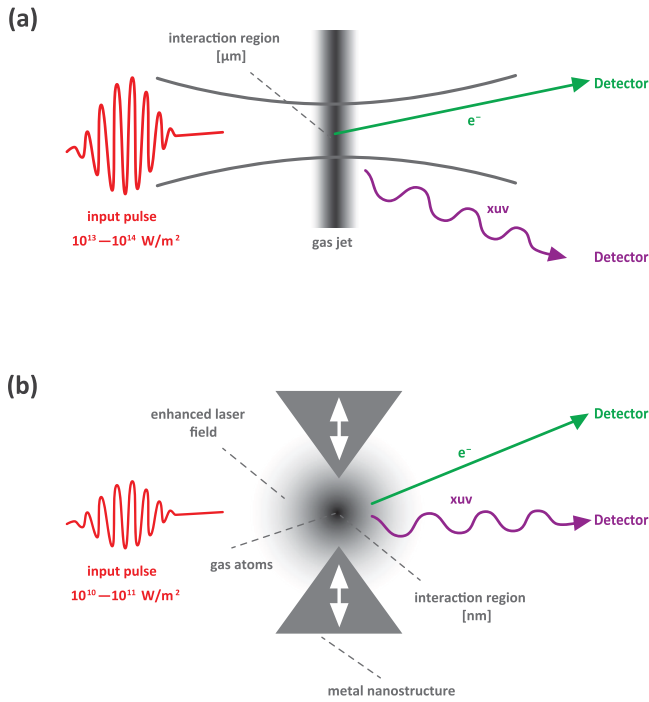 (a)
interaction region
[µm]
Detector
e⁻
input pulse
10¹³—10¹⁴ W/m²
xuv
gas jet
Detector
(b)
enhanced laser
field
Detector
e⁻
xuv
Detector
gas atoms
input pulse
10¹⁰—10¹¹ W/m²
interaction region
[nm]
metal nanostructure